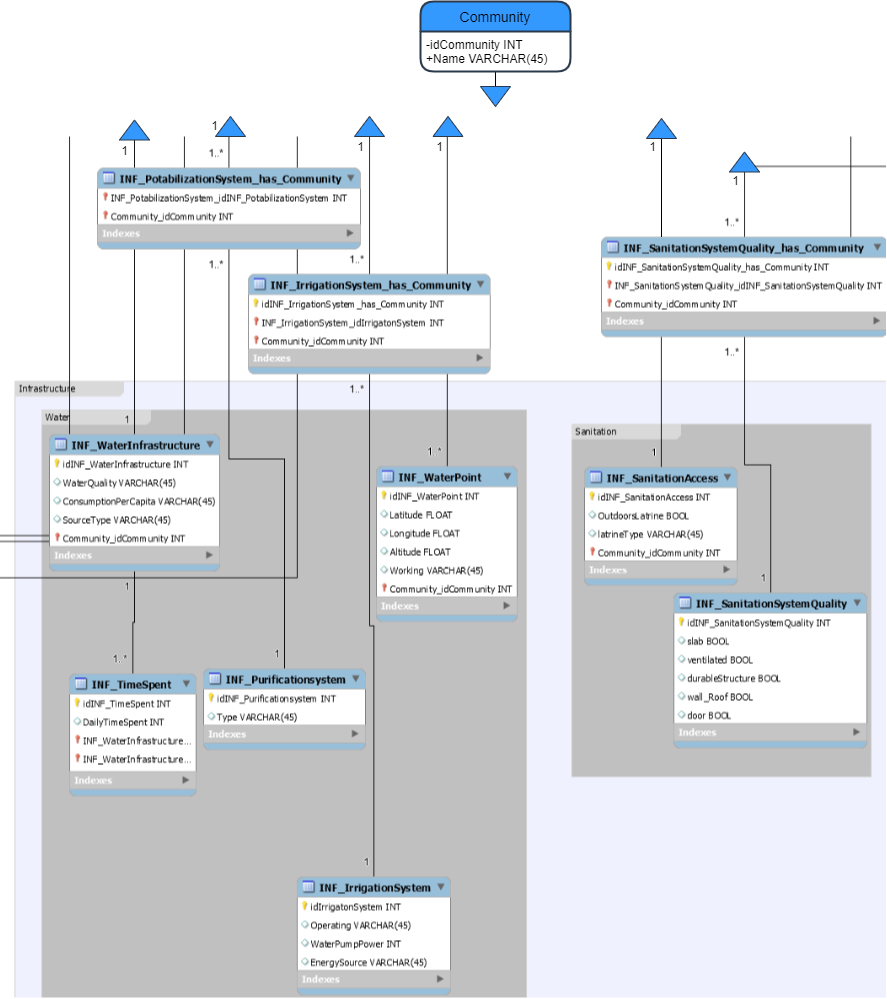 Community
-idCommunity INT
+Name VARCHAR(45)
1
1
1
1
1
1
1..*
INF_PotabilizationSystem_has_Community
INF_PotabilizationSystem_idINF_PotabilizationSystem INT
Community_idCommunity INT
Indexes
1..*
1..*
INF_IrrigationSystem_has_Community
idINF_IrrigationSystem_has_Community INT
INF_IrrigationSystem_idIrrigatonSystem INT
Community_idCommunity INT
Indexes
1..*
1..*
INF_SanitationSystemQuality_has_Community
idINF_SanitationSystemQuality_has_Community INT
INF_SanitationSystemQuality_idINF_SanitationSystemQuality INT
Community_idCommunity INT
Indexes
1..*
Infrastructure
Water
1
INF_WaterInfrastructure
idINF_WaterInfrastructure INT
WaterQuality VARCHAR(45)
ConsumptionPerCapita VARCHAR(45)
SourceType VARCHAR(45)
Community_idCommunity INT
Indexes
1
1..*
INF_WaterPoint
idINF_WaterPoint INT
Latitude FLOAT
Longitude FLOAT
Altitude FLOAT
Working VARCHAR(45)
Community_idCommunity INT
Indexes
1..*
INF_TimeSpent
idINF_TimeSpent INT
DailyTimeSpent INT
INF_WaterInfrastructure...
INF_WaterInfrastructure...
Indexes
1
INF_Purificationsystem
idINF_Purificationsystem INT
Type VARCHAR(45)
Indexes
1
INF_IrrigationSystem
idIrrigatonSystem INT
Operating VARCHAR(45)
WaterPumpPower INT
EnergySource VARCHAR(45)
Indexes
Sanitation
1
INF_SanitationAccess
idINF_SanitationAccess INT
OutdoorsLatrine BOOL
latrineType VARCHAR(45)
Community_idCommunity INT
Indexes
1
INF_SanitationSystemQuality
idINF_SanitationSystemQuality INT
slab BOOL
ventilated BOOL
durableStructure BOOL
wall_Roof BOOL
door BOOL
Indexes